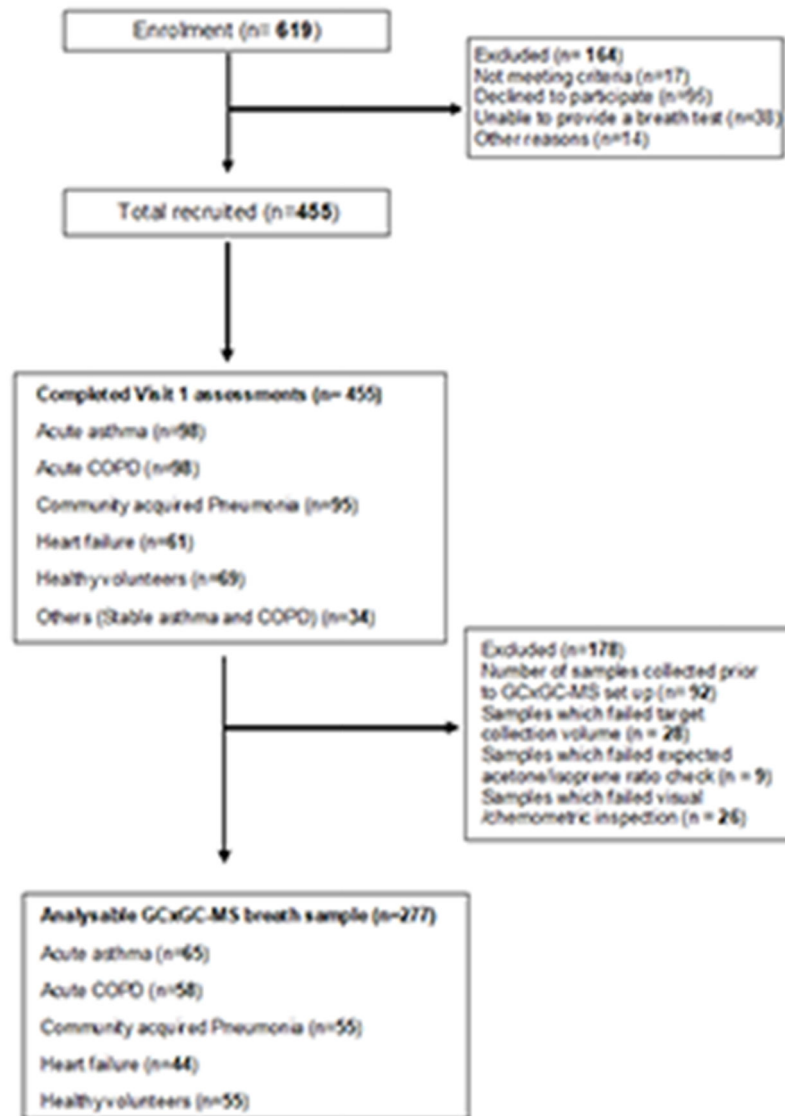 Enrolment (n= 619)
Excluded (n= 164)
Not meeting criteria (n=17)
Declined to participate (n=95)
Unable to provide a breath test (n=38)
Other reasons (n=14)
Total recruited (n=455)
Completed Visit 1 assessments (n= 455)
Acute asthma (n=98)
Acute COPD (n=98)
Community acquired Pneumonia (n=95)
Heart failure (n=61)
Healthy volunteers (n=69)
Others (Stable asthma and COPD) (n=34)
Excluded (n=178)
Number of samples collected prior
to GCxGC-MS set up (n= 92)
Samples which failed target
collection volume (n = 28)
Samples which failed expected
acetone/isoprene ratio check (n = 9)
Samples which failed visual
/chemometric inspection (n = 26)
Analysable GCxGC-MS breath sample (n=277)
Acute asthma (n=65)
Acute COPD (n=58)
Community acquired Pneumonia (n=55)
Heart failure (n=44)
Healthy volunteers (n=55)